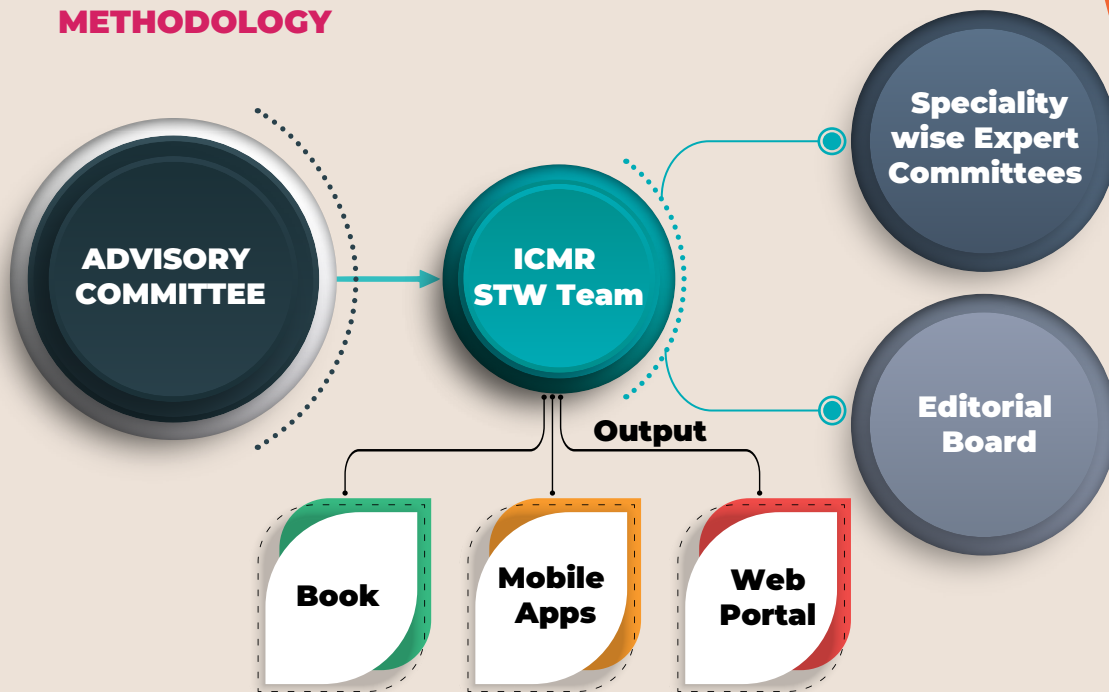 METHODOLOGY
ADVISORY
COMMITTEE
ICMR
STW Team
Speciality
wise Expert
Committees
Editorial
Board
Output
Book
Mobile
Apps
Web
Portal